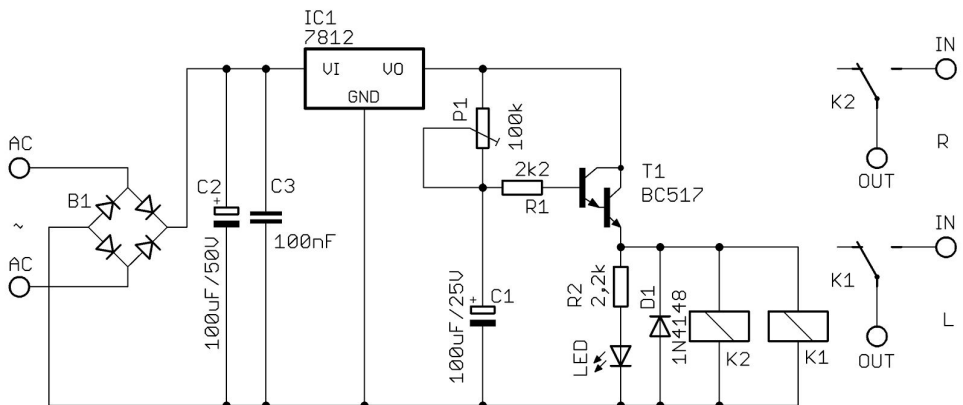 IC1
7812
VI VO
GND
AC
~
AC
B1
C2
+
100uF/50V
C3
100nF
P1
100k
2k2
R1
T1
BC517
+
C1
100uF/25V
R2
2,2k
LED
D1
1N4148
K2
K1
IN
K2
R
OUT
IN
K1
L
OUT